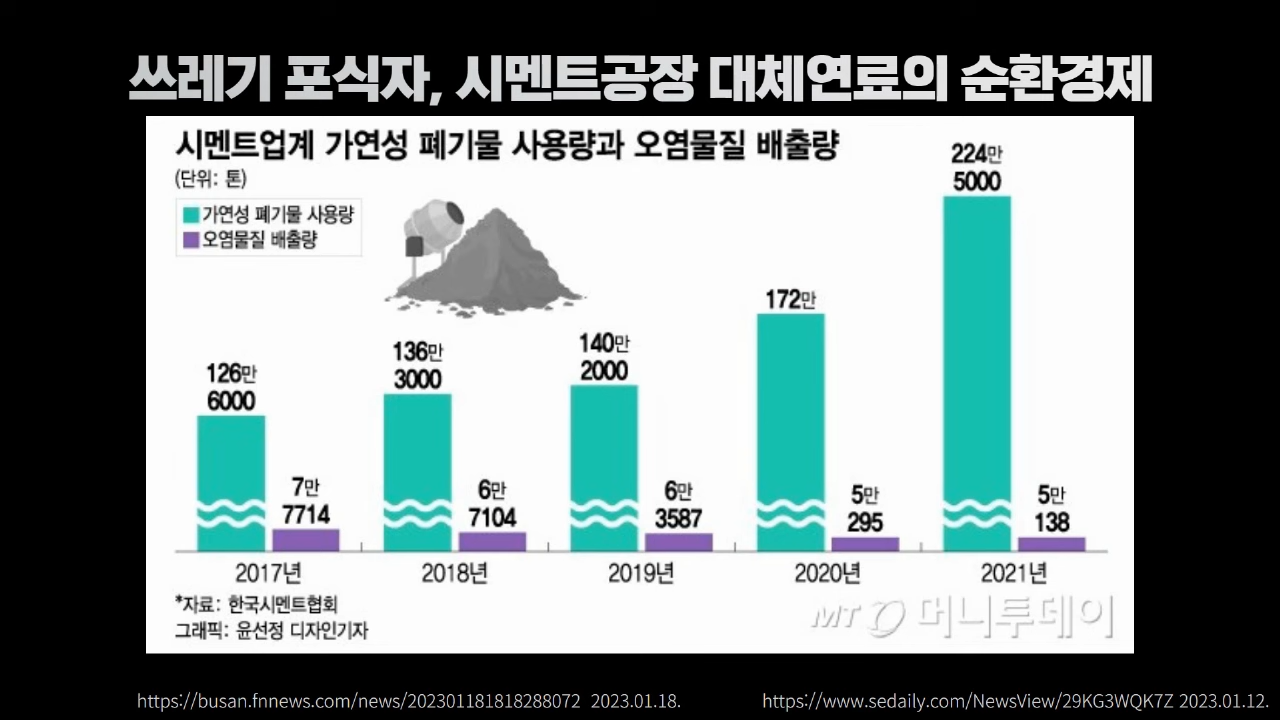 쓰레기 포식자, 시멘트공장 대체연료의 순환경제
시멘트업계 가연성 폐기물 사용량과 오염물질 배출량
(단위: 톤)
가연성 폐기물 사용량
오염물질 배출량
126만
6000
7만
7714
136만
3000
6만
7104
140만
2000
6만
3587
172만
5만
295
224만
5000
5만
138
2017년
2018년
2019년
2020년
2021년
*자료: 한국시멘트협회
그래픽: 윤선정 디자인기자
MT 머니투데이
https://busan.fnnews.com/news/202301181818288072 2023.01.18.
https://www.sedaily.com/NewsView/29KG3WQK7Z 2023.01.12.